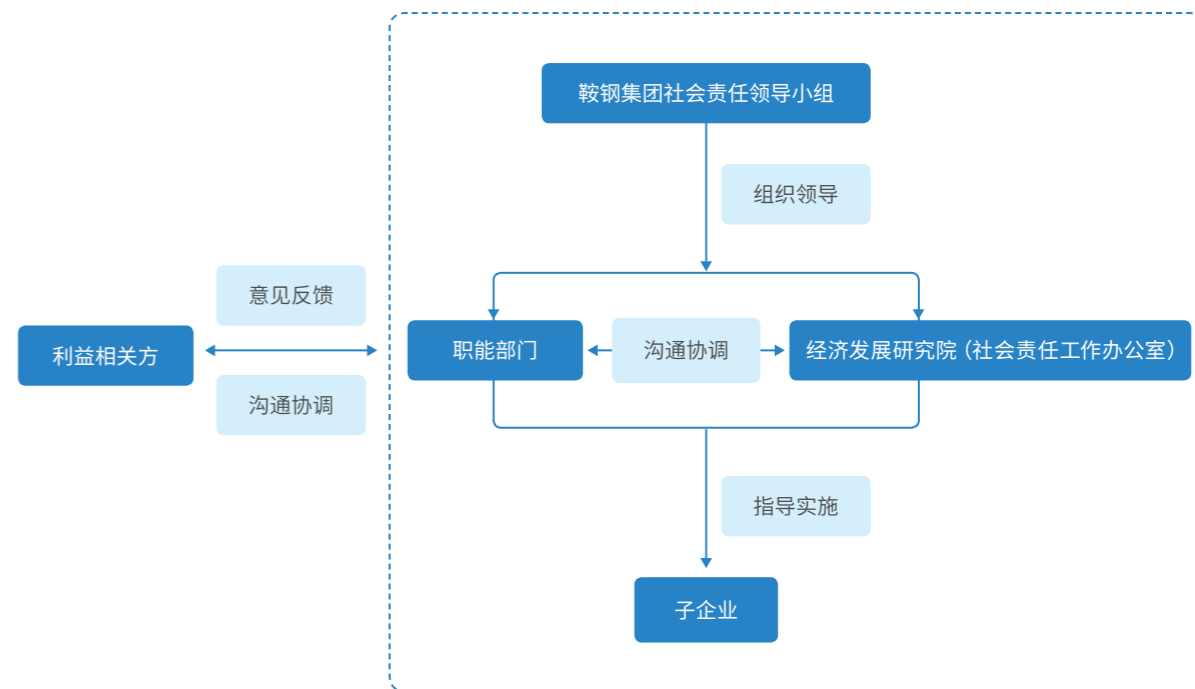 鞍钢集团社会责任领导小组
组织领导
意见反馈
利益相关方
沟通协调
职能部门
沟通协调
经济发展研究院（社会责任工作办公室）
指导实施
子企业